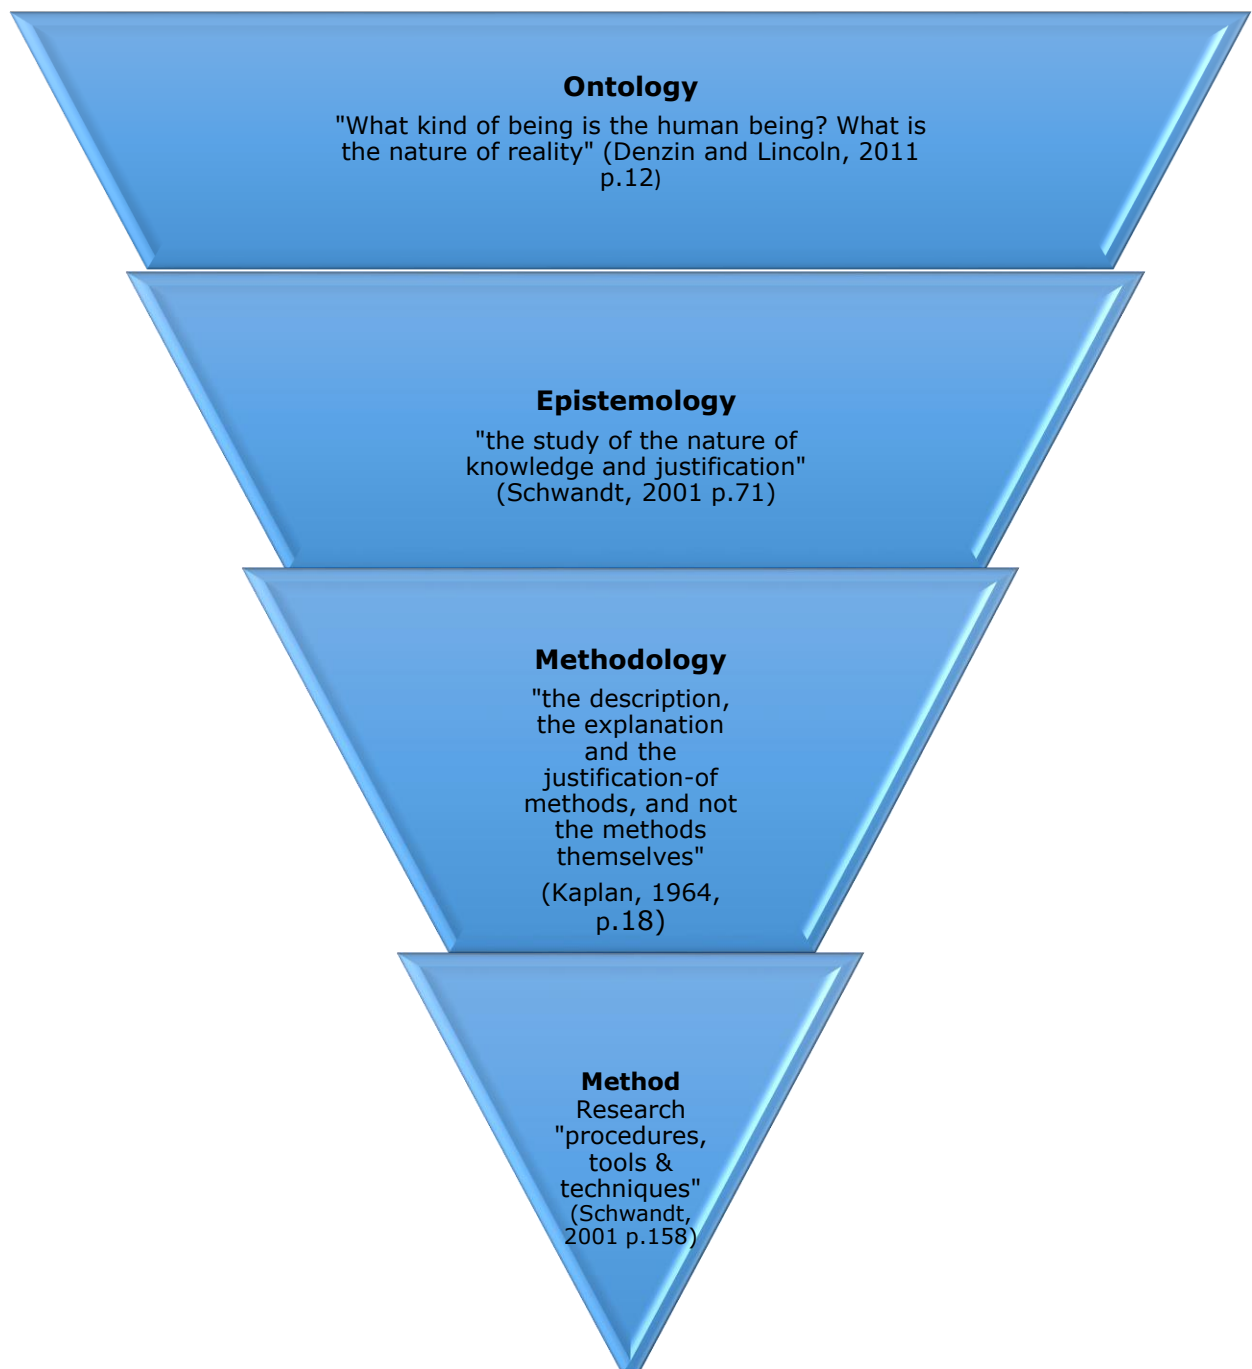 Ontology
"What kind of being is the human being? What is
the nature of reality" (Denzin and Lincoln, 2011
p.12)
Epistemology
"the study of the nature of
knowledge and justification"
(Schwandt, 2001 p.71)
Methodology
"the description,
the explanation
and the
justification-of
methods, and not
the methods
themselves"
(Kaplan, 1964,
p.18)
Method
Research
"procedures,
tools &
techniques"
(Schwandt,
2001 p.158)